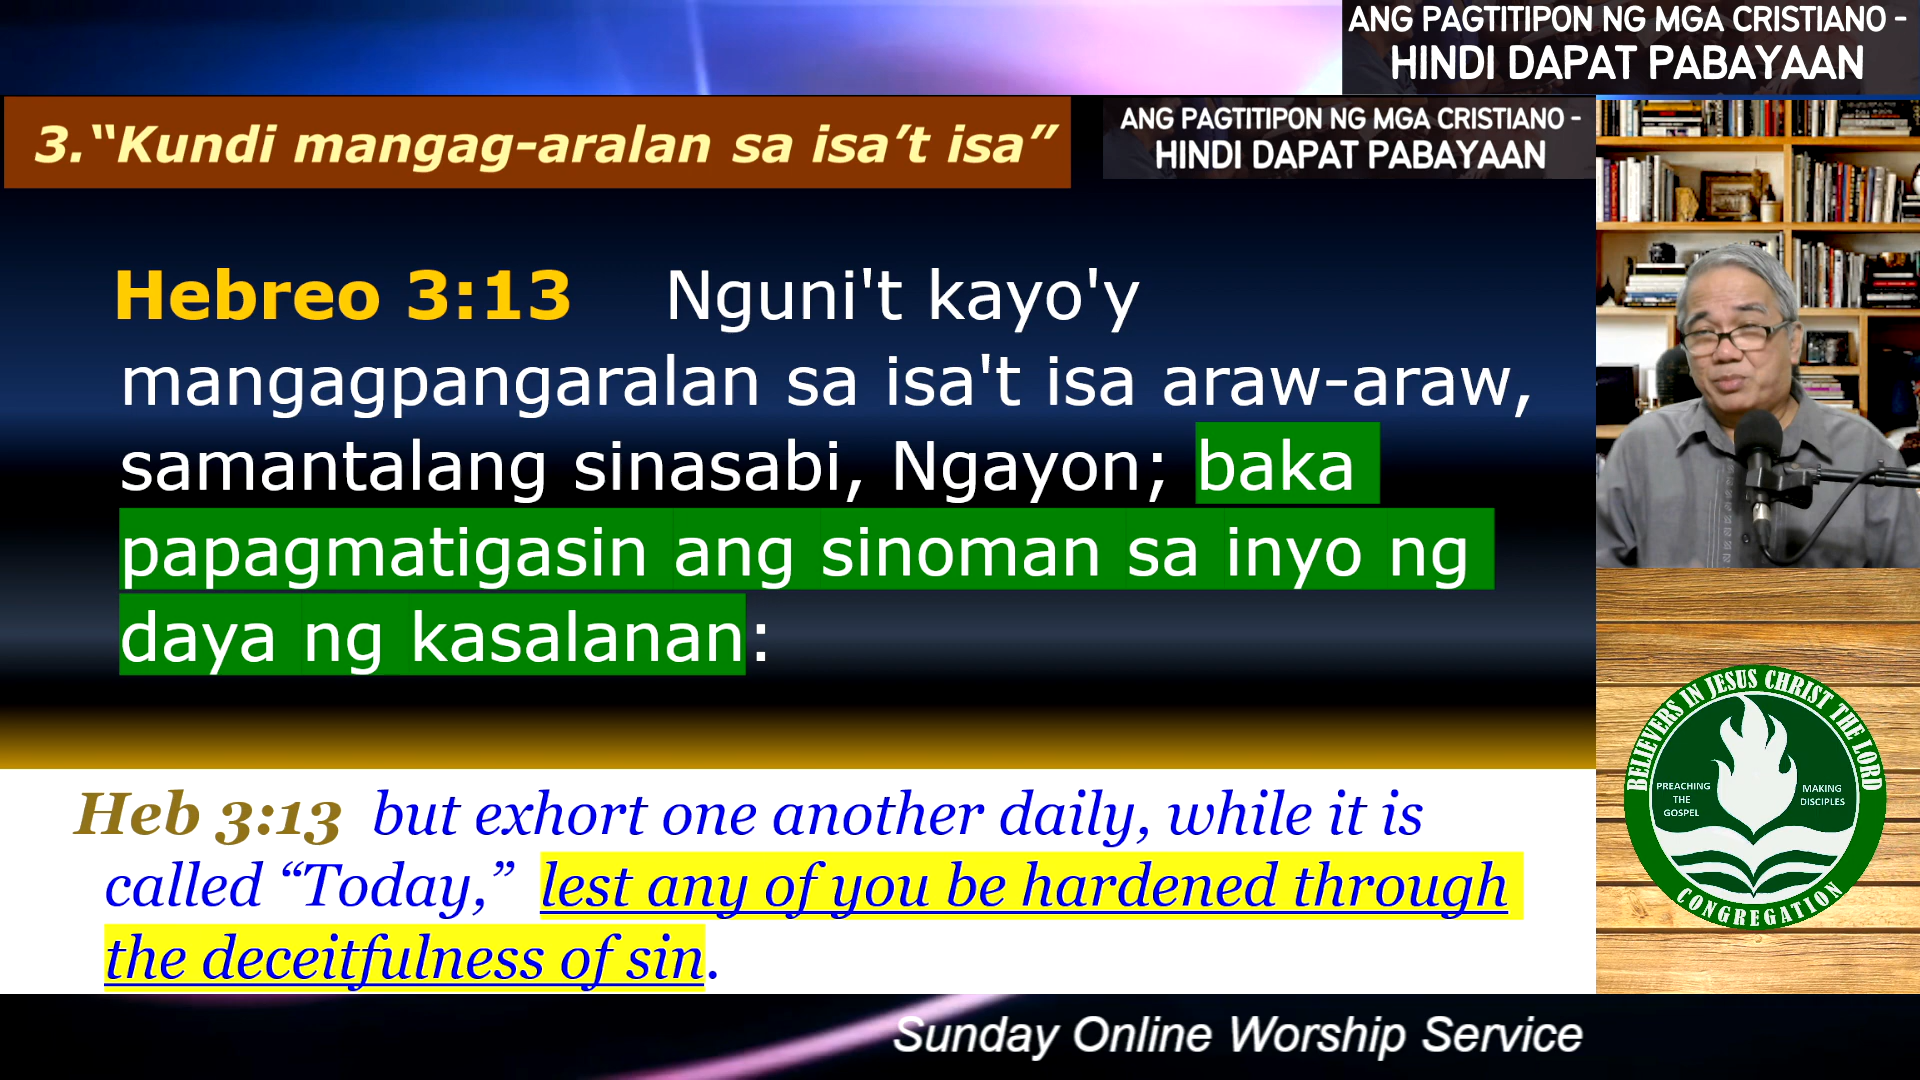 ANG PAGTITIPON NG MGA CRISTIANO -
HINDI DAPAT PABAYAAN
3.“Kundi mangag-aralan sa isa’t isa”
ANG PAGTITIPON NG MGA CRISTIANO -
HINDI DAPAT PABAYAAN
Hebreo 3:13 Nguni't kayo'y
mangagpangaralan sa isa't isa araw-araw,
samantalang sinasabi, Ngayon; baka
papagmatigasin ang sinoman sa inyo ng
daya ng kasalanan:
Heb 3:13 but exhort one another daily, while it is
called “Today,” lest any of you be hardened through
the deceitfulness of sin.
BELIEVERS IN JESUS CHRIST THE LORD
PREACHING
THE
GOSPEL
MAKING
DISCIPLES
CONGREGATION
Sunday Online Worship Service